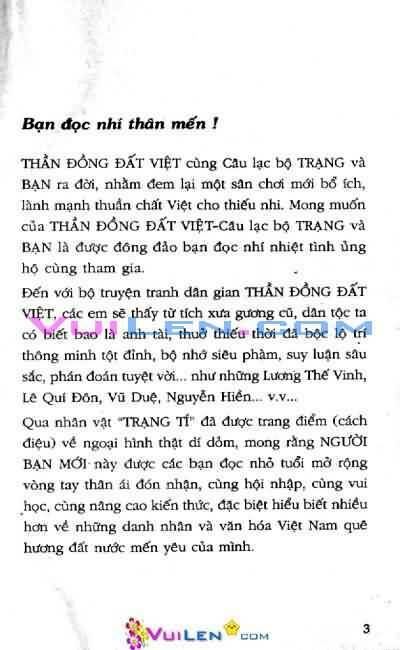 Bạn đọc nhí thân mến !
THẦN ĐỒNG ĐẤT VIỆT cùng Câu lạc bộ TRẠNG và
BẠN ra đời, nhằm đem lại một sân chơi mới bổ ích,
lành mạnh thuần chất Việt cho thiếu nhi. Mong muốn
của THẦN ĐỒNG ĐẤT VIỆT-Câu lạc bộ TRẠNG và
BẠN là được đông đảo bạn đọc nhí nhiệt tình ủng
hộ cùng tham gia.
Đến với bộ truyện tranh dân gian THẦN ĐỒNG ĐẤT
VIỆT, các em sẽ thấy từ tích xưa gương cũ, dân tộc ta
VUILEN.COM
có biết bao là anh tài, thuở thiếu thời đã bộc lộ trí
thông minh tột đỉnh, bộ nhớ siêu phàm, suy luận sâu
sắc, phán đoán tuyệt vời... như những Lương Thế Vinh,
Lê Quí Đôn, Vũ Duệ, Nguyễn Hiền... v.v...
Qua nhân vật "TRẠNG TÍ" đã được trang điểm (cách
điệu) về ngoại hình thật dí dỏm, mong rằng NGƯỜI
BẠN MỚI này được các bạn đọc nhỏ tuổi mở rộng
vòng tay thân ái đón nhận, cùng hội nhập, cùng vui
học, cùng nâng cao kiến thức, đặc biệt hiểu biết nhiều
hơn về những danh nhân và văn hóa Việt Nam quê
hương đất nước mến yêu của mình.
3
VUILEN.COM